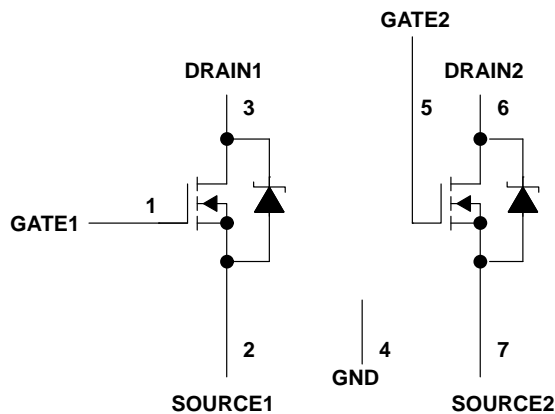 GATE2
DRAIN1
DRAIN2
3
5
6
1
GATE1
2
4
7
GND
SOURCE1
SOURCE2